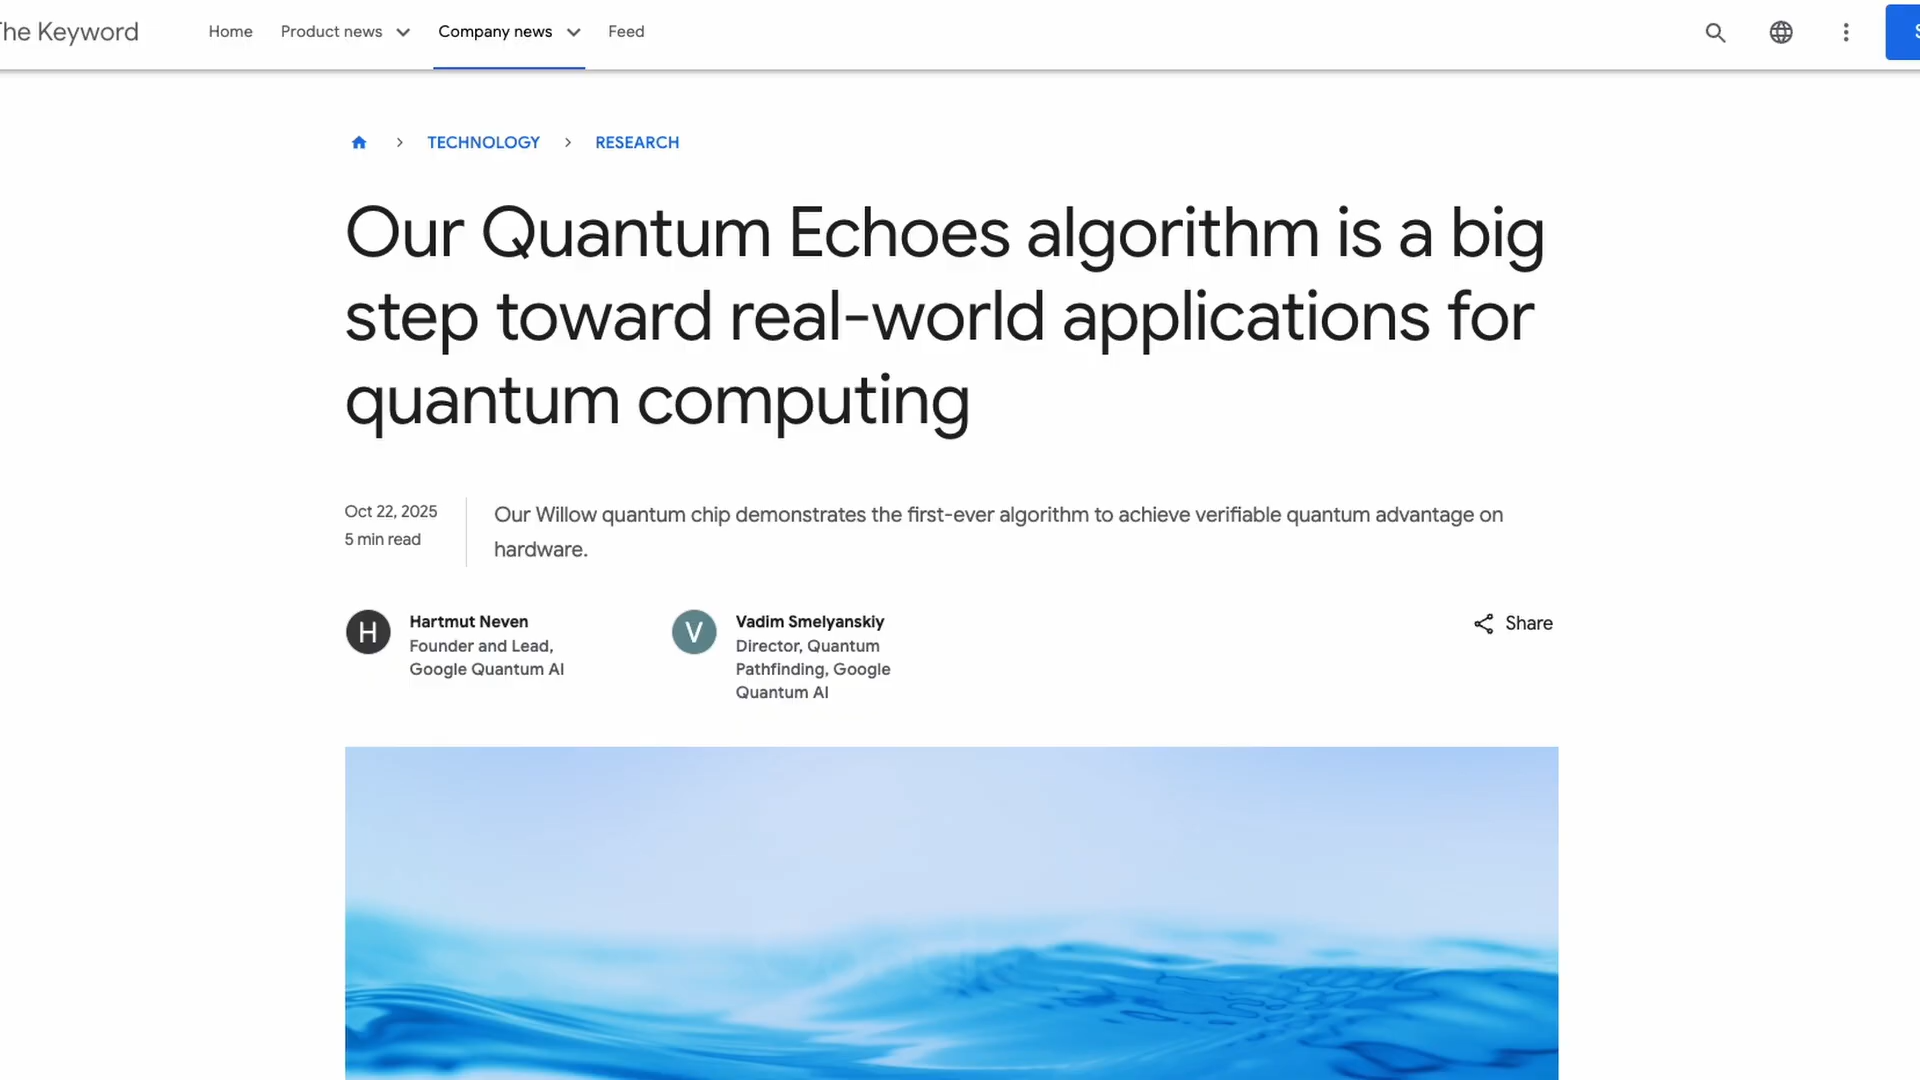 The Keyword
Home
Product news
Company news
Feed
TECHNOLOGY
RESEARCH
Our Quantum Echoes algorithm is a big
step toward real-world applications for
quantum computing
Oct 22, 2025
5 min read
Our Willow quantum chip demonstrates the first-ever algorithm to achieve verifiable quantum advantage on
hardware.
H
Hartmut Neven
Founder and Lead,
Google Quantum AI
V
Vadim Smelyanskiy
Director, Quantum
Pathfinding, Google
Quantum AI
Share